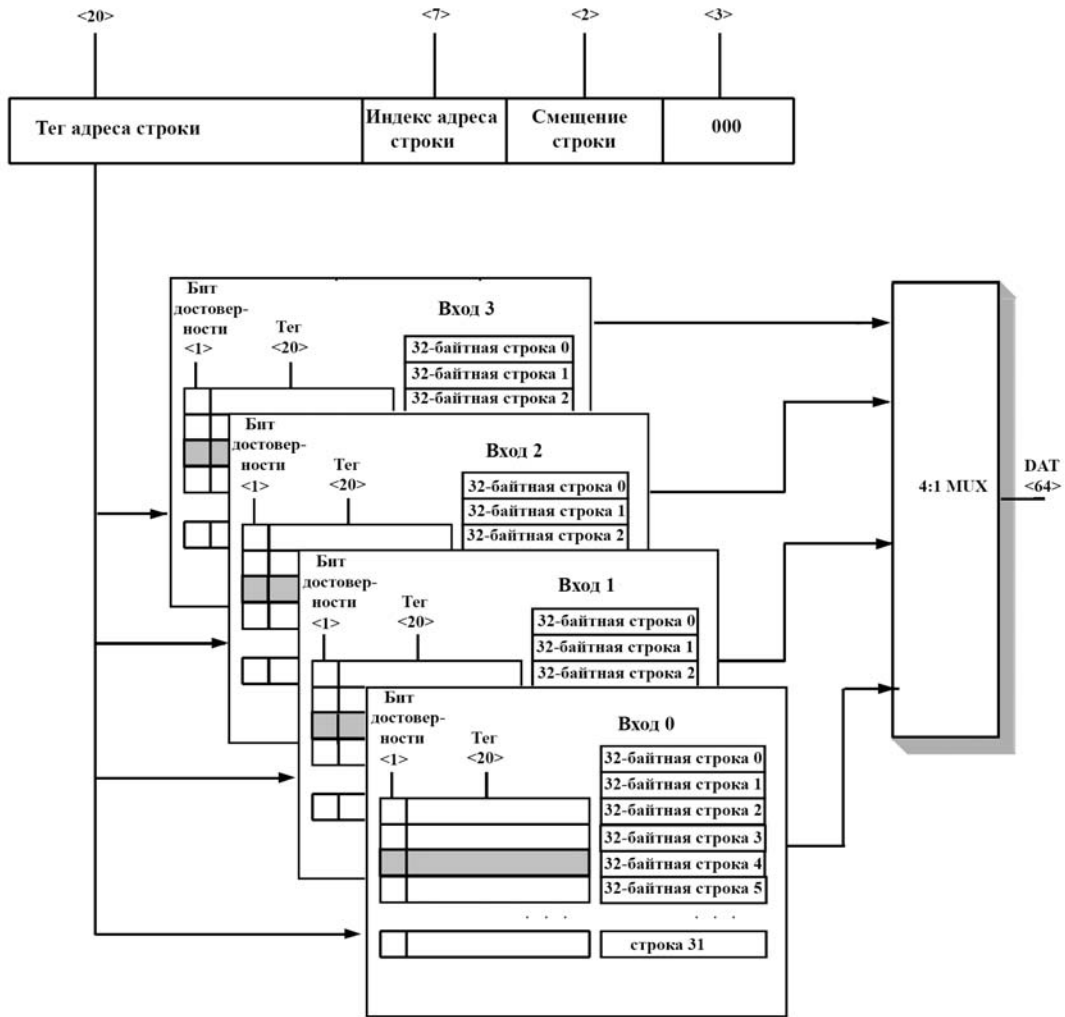 <20>
<7>
<2>
<3>
Тег адреса строки
Индекс адреса
строки
Смещение
строки
000
Бит
достовер-
ности
<1>
Тег
<20>
Вход 3
32-байтная строка 0
32-байтная строка 1
32-байтная строка 2
Бит
достовер-
ности
<1>
Тег
<20>
Вход 2
32-байтная строка 0
32-байтная строка 1
32-байтная строка 2
Бит
достовер-
ности
<1>
Тег
<20>
Вход 1
32-байтная строка 0
32-байтная строка 1
32-байтная строка 2
Бит
достовер-
ности
<1>
Тег
<20>
Вход 0
32-байтная строка 0
32-байтная строка 1
32-байтная строка 2
32-байтная строка 3
32-байтная строка 4
32-байтная строка 5
. . .
. . .
строка 31
4:1 MUX
DAT
<64>